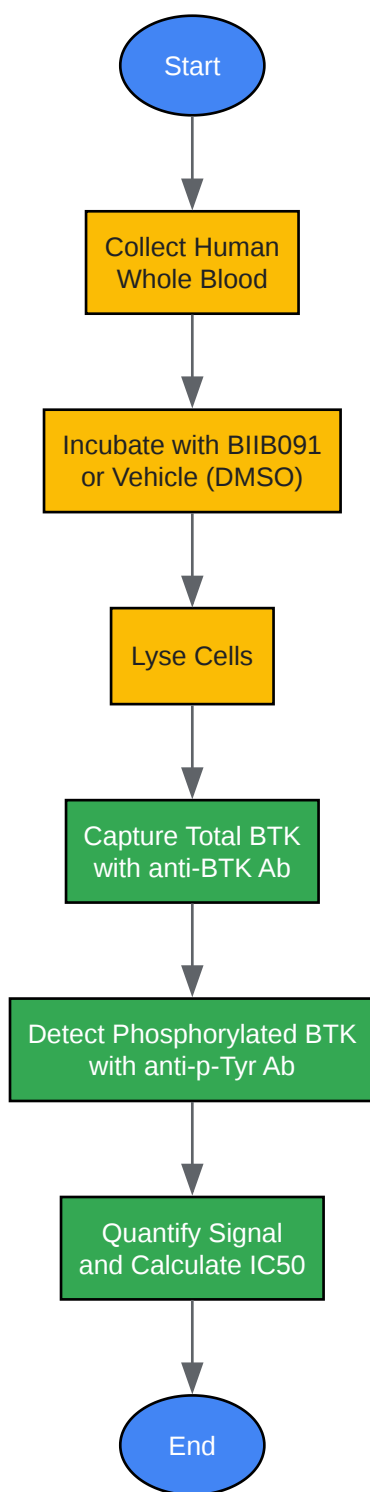 Start
Collect Human
Whole Blood
Incubate with BIIB091
or Vehicle (DMSO)
Lyse Cells
Capture Total BTK
with anti-BTK Ab
Detect Phosphorylated BTK
with anti-p-Tyr Ab
Quantify Signal
and Calculate IC50
End